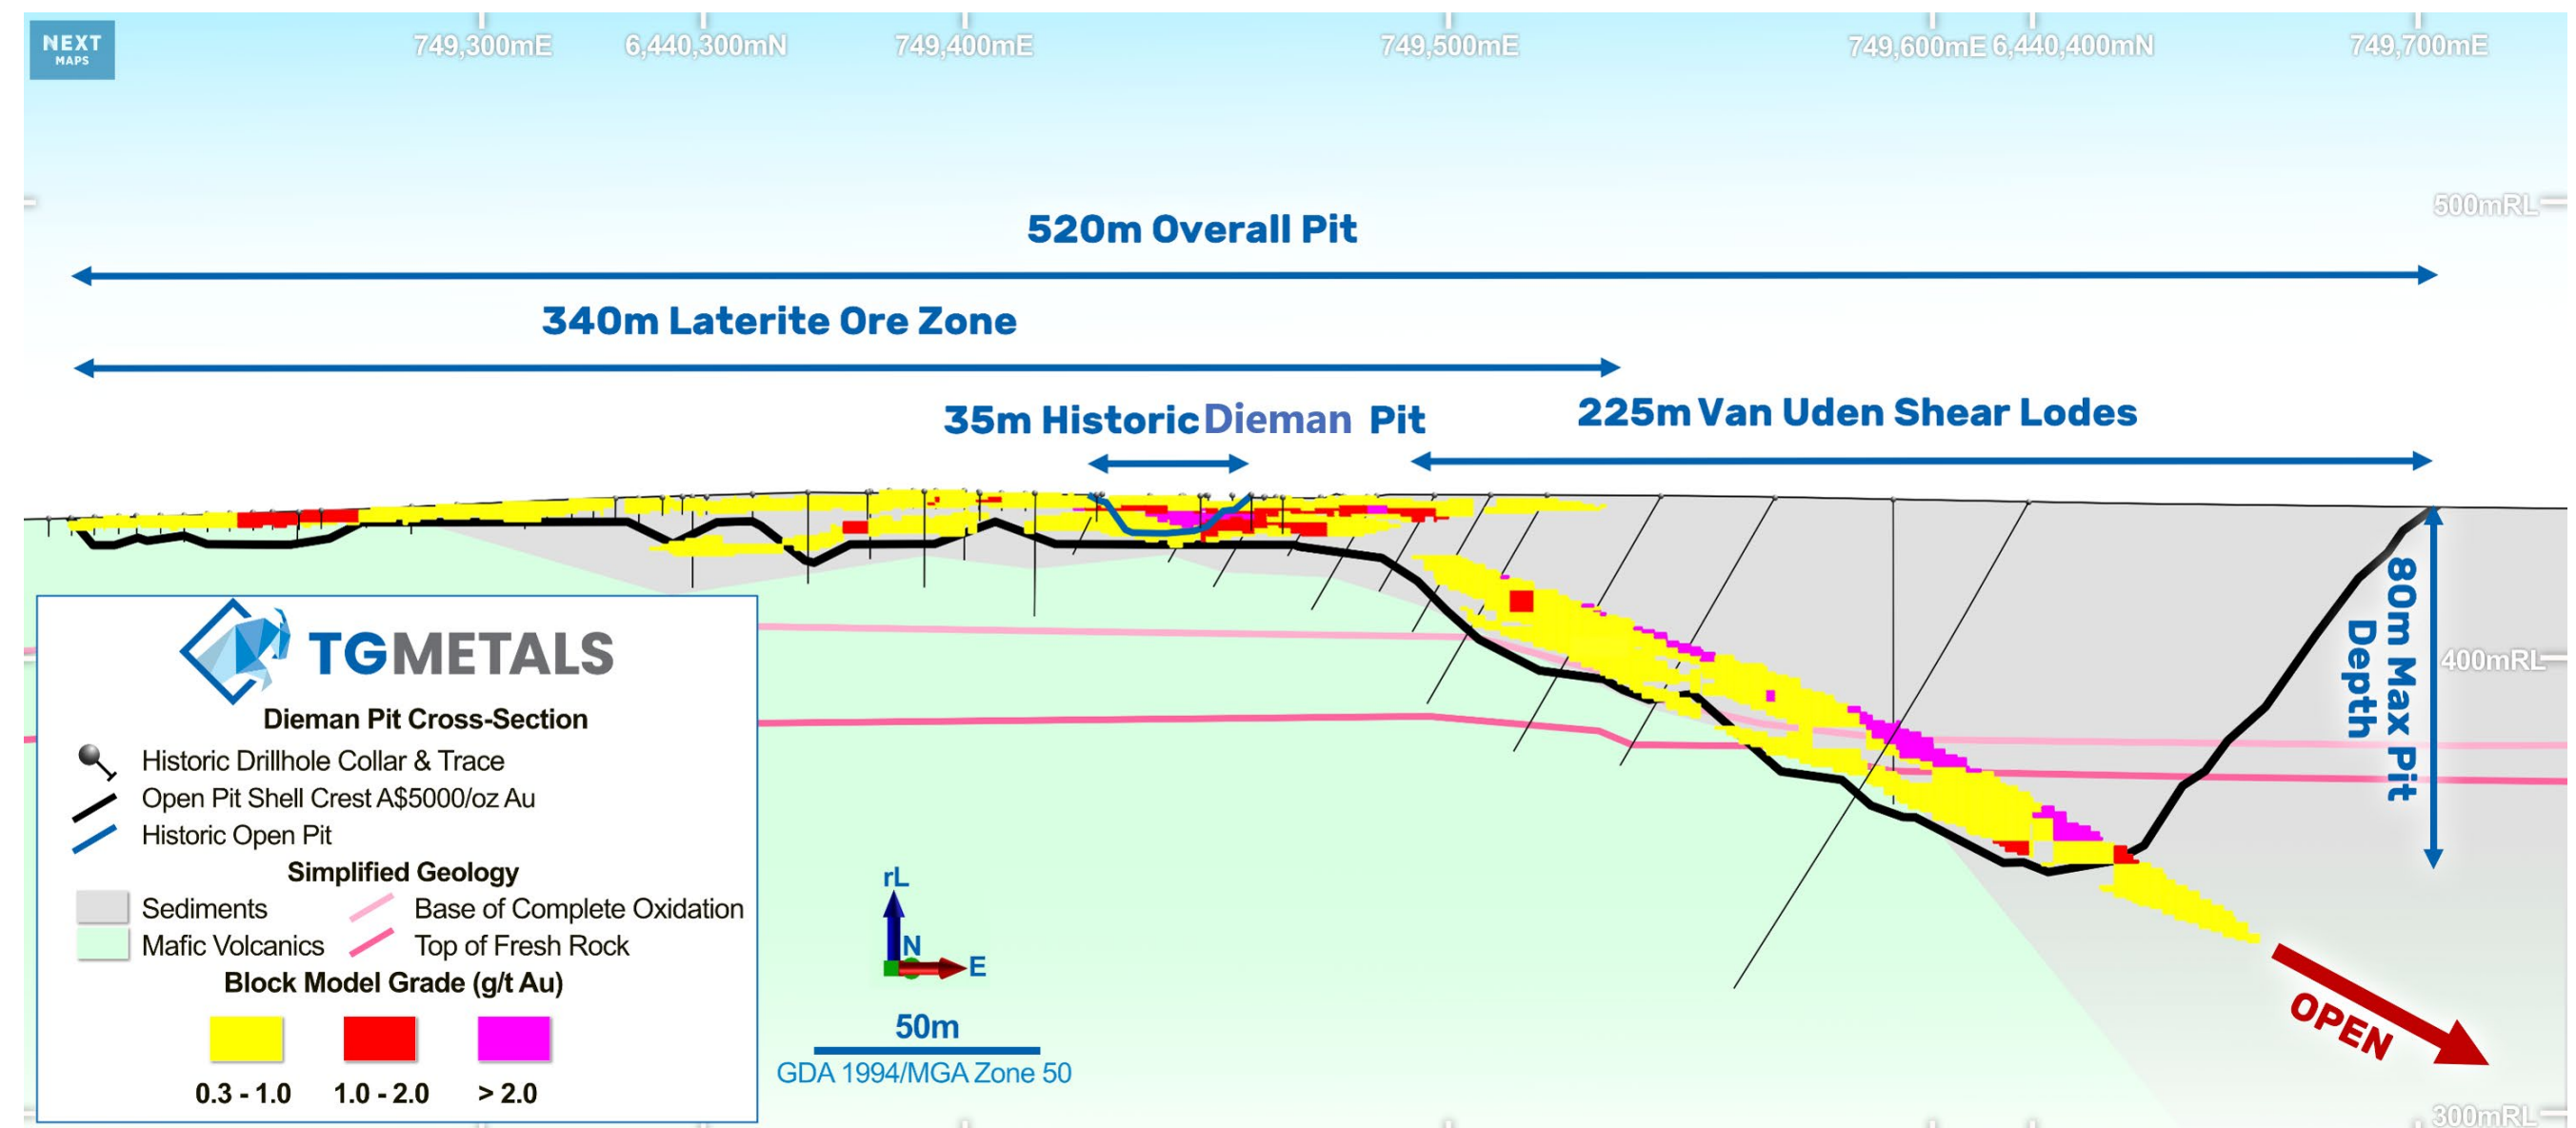 NEXT
MAPS
749,300mE 6,440,300mN 749,400mE 749,500mE 749,600mE 6,440,400mN 749,700mE
500mRL
520m Overall Pit
340m Laterite Ore Zone
35m Historic Dieman Pit
225m Van Uden Shear Lodes
80m Max Pit
Depth
400mRL
TGMETALS
Dieman Pit Cross-Section
Historic Drillhole Collar & Trace
Open Pit Shell Crest A$5000/oz Au
Historic Open Pit
Simplified Geology
Sediments
Base of Complete Oxidation
Mafic Volcanics
Top of Fresh Rock
Block Model Grade (g/t Au)
0.3 - 1.0 1.0 - 2.0 > 2.0
rL
N
E
50m
GDA 1994/MGA Zone 50
OPEN
300mRL